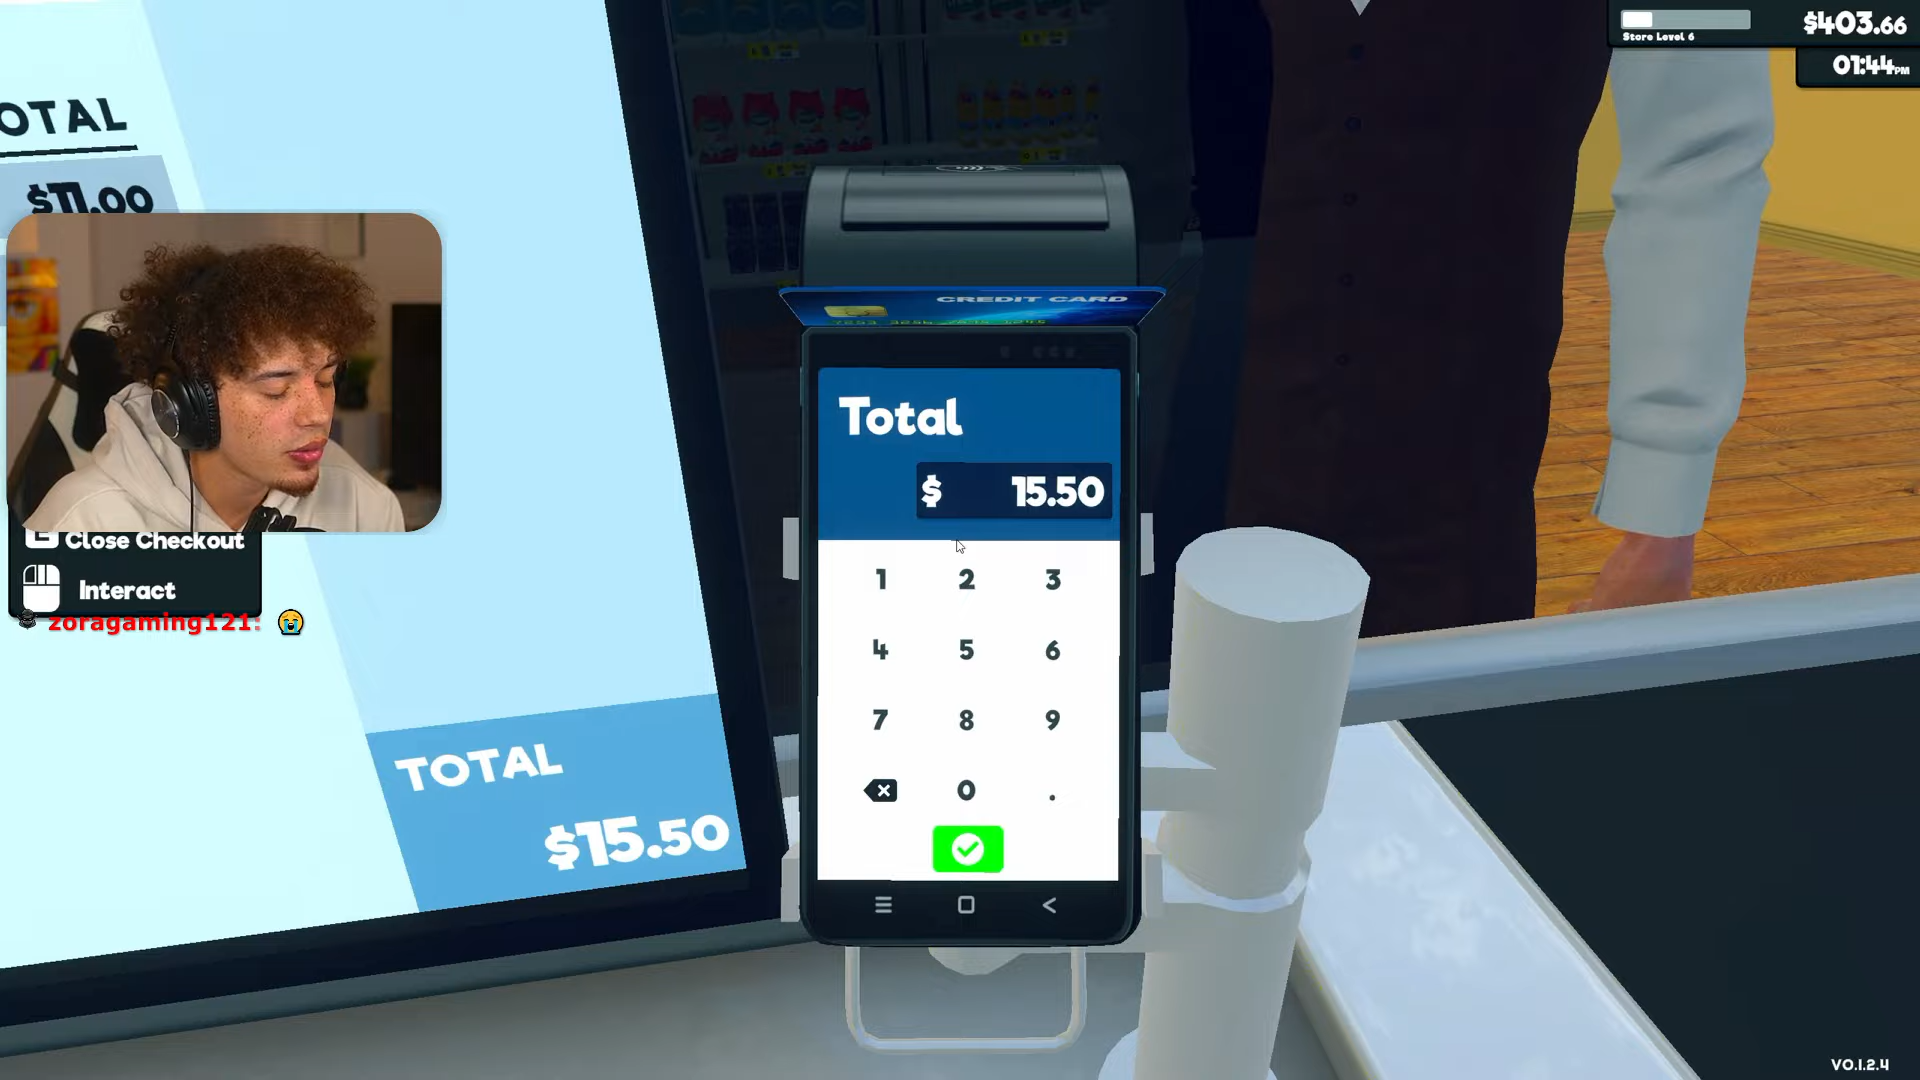 $403.66
Store Level 6
01:44PM
OTAL
$11.00
CREDIT CARD
Total
$ 15.50
1 2 3
4 5 6
7 8 9
0 .
Close Checkout
Interact
zoragaming121: 😭
TOTAL
$15.50
V0.1.2.4